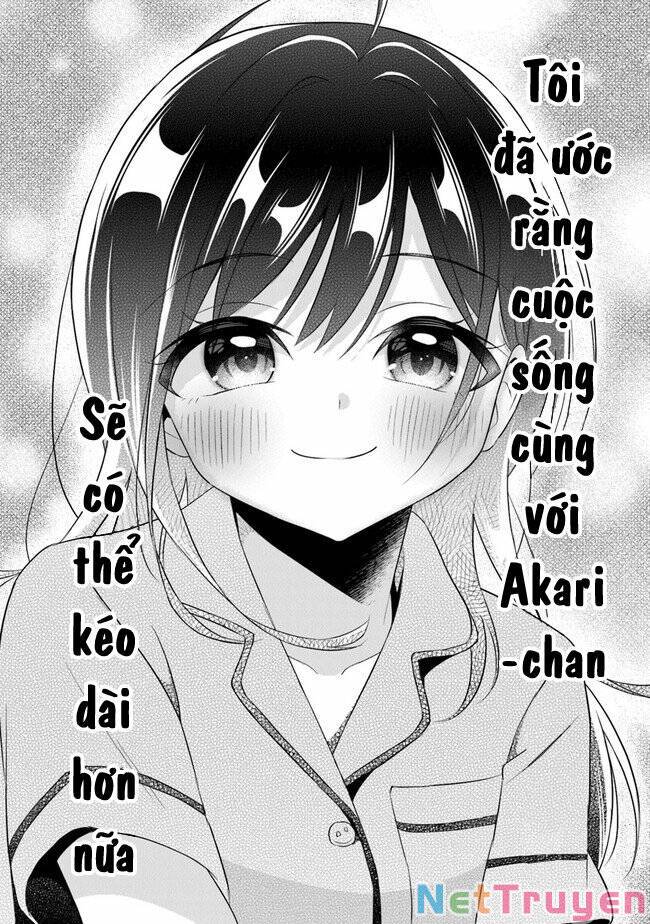 Tôi
đã ước
rằng
cuộc
sống
cùng
với
Akari
-chan
Sẽ
có
thể
kéo
dài
hơn
nữa
NetTruyen